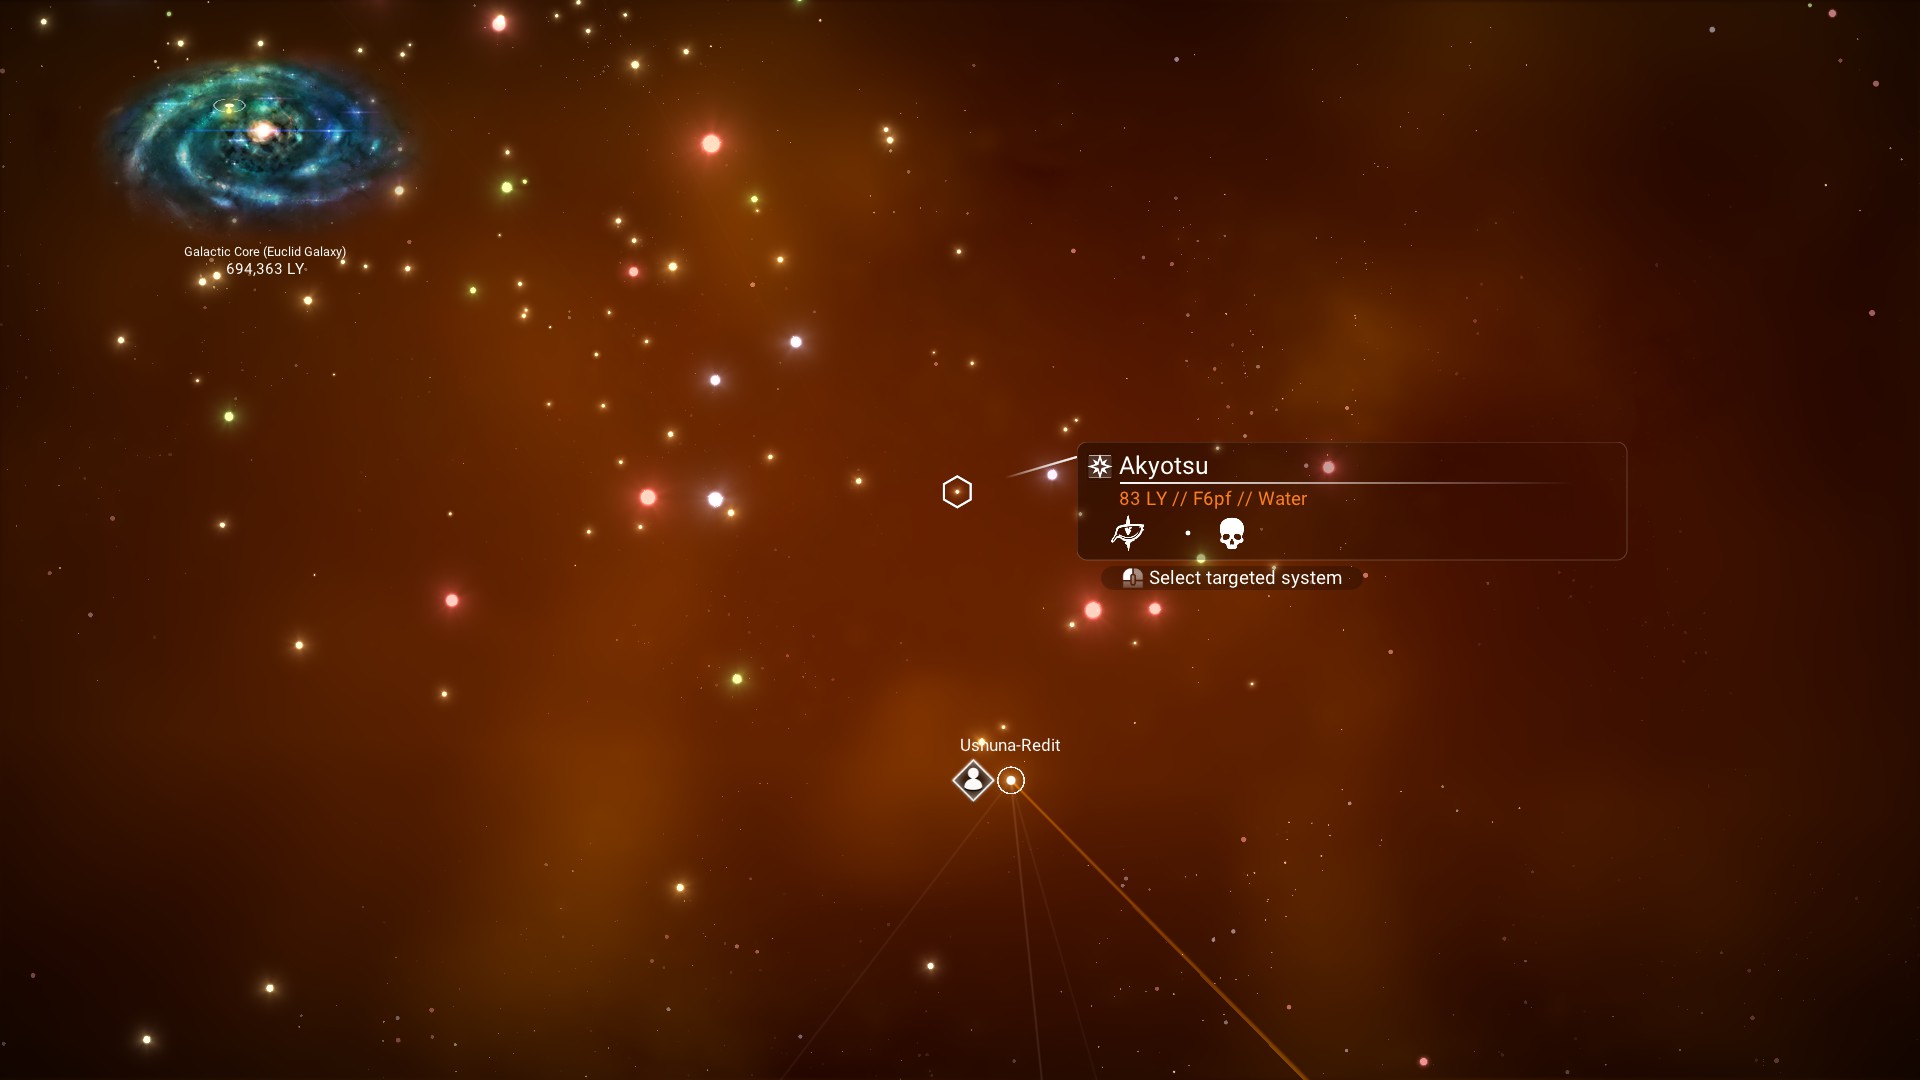 Galactic Core (Euclid Galaxy)
694,363 LY
Akyotsu
83 LY // F6pf // Water
Select targeted system
Ushuna-Redit